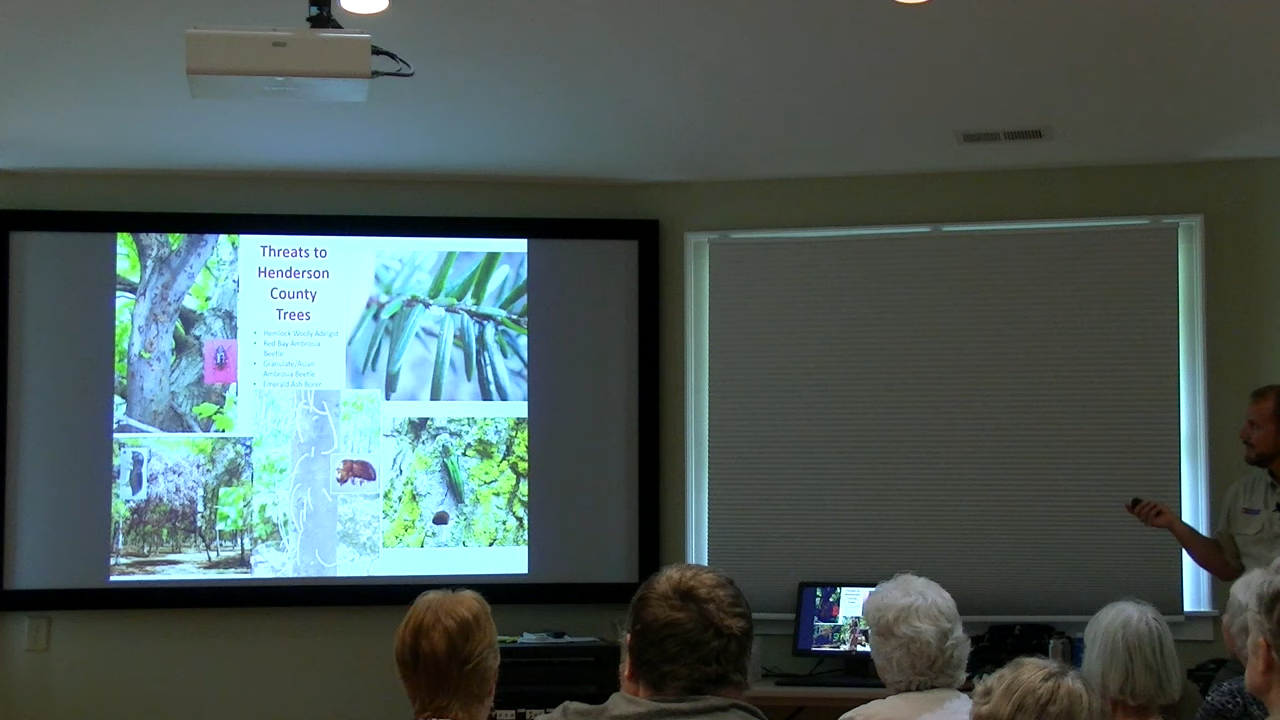 Threats to
Henderson
County
Trees
• Hemlock Wooly Adelgid
• Red Bay Ambrosia
Beetle
• Granulate/Asian
Ambrosia Beetle
• Emerald Ash Borer